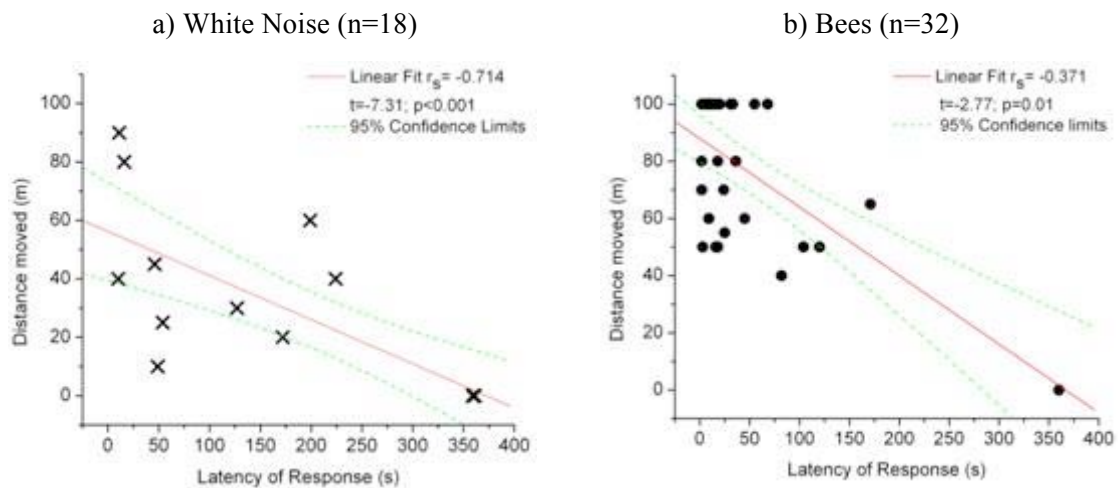 a) White Noise (n=18)
Linear Fit rs= -0.714
t=-7.31; p<0.001
95% Confidence Limits
Distance moved (m)
100
80
60
40
20
0
0 50 100 150 200 250 300 350 400
Latency of Response (s)
b) Bees (n=32)
Linear Fit rs= -0.371
t=-2.77; p=0.01
95% Confidence limits
Distance moved (m)
100
80
60
40
20
0
0 50 100 150 200 250 300 350 400
Latency of Response (s)